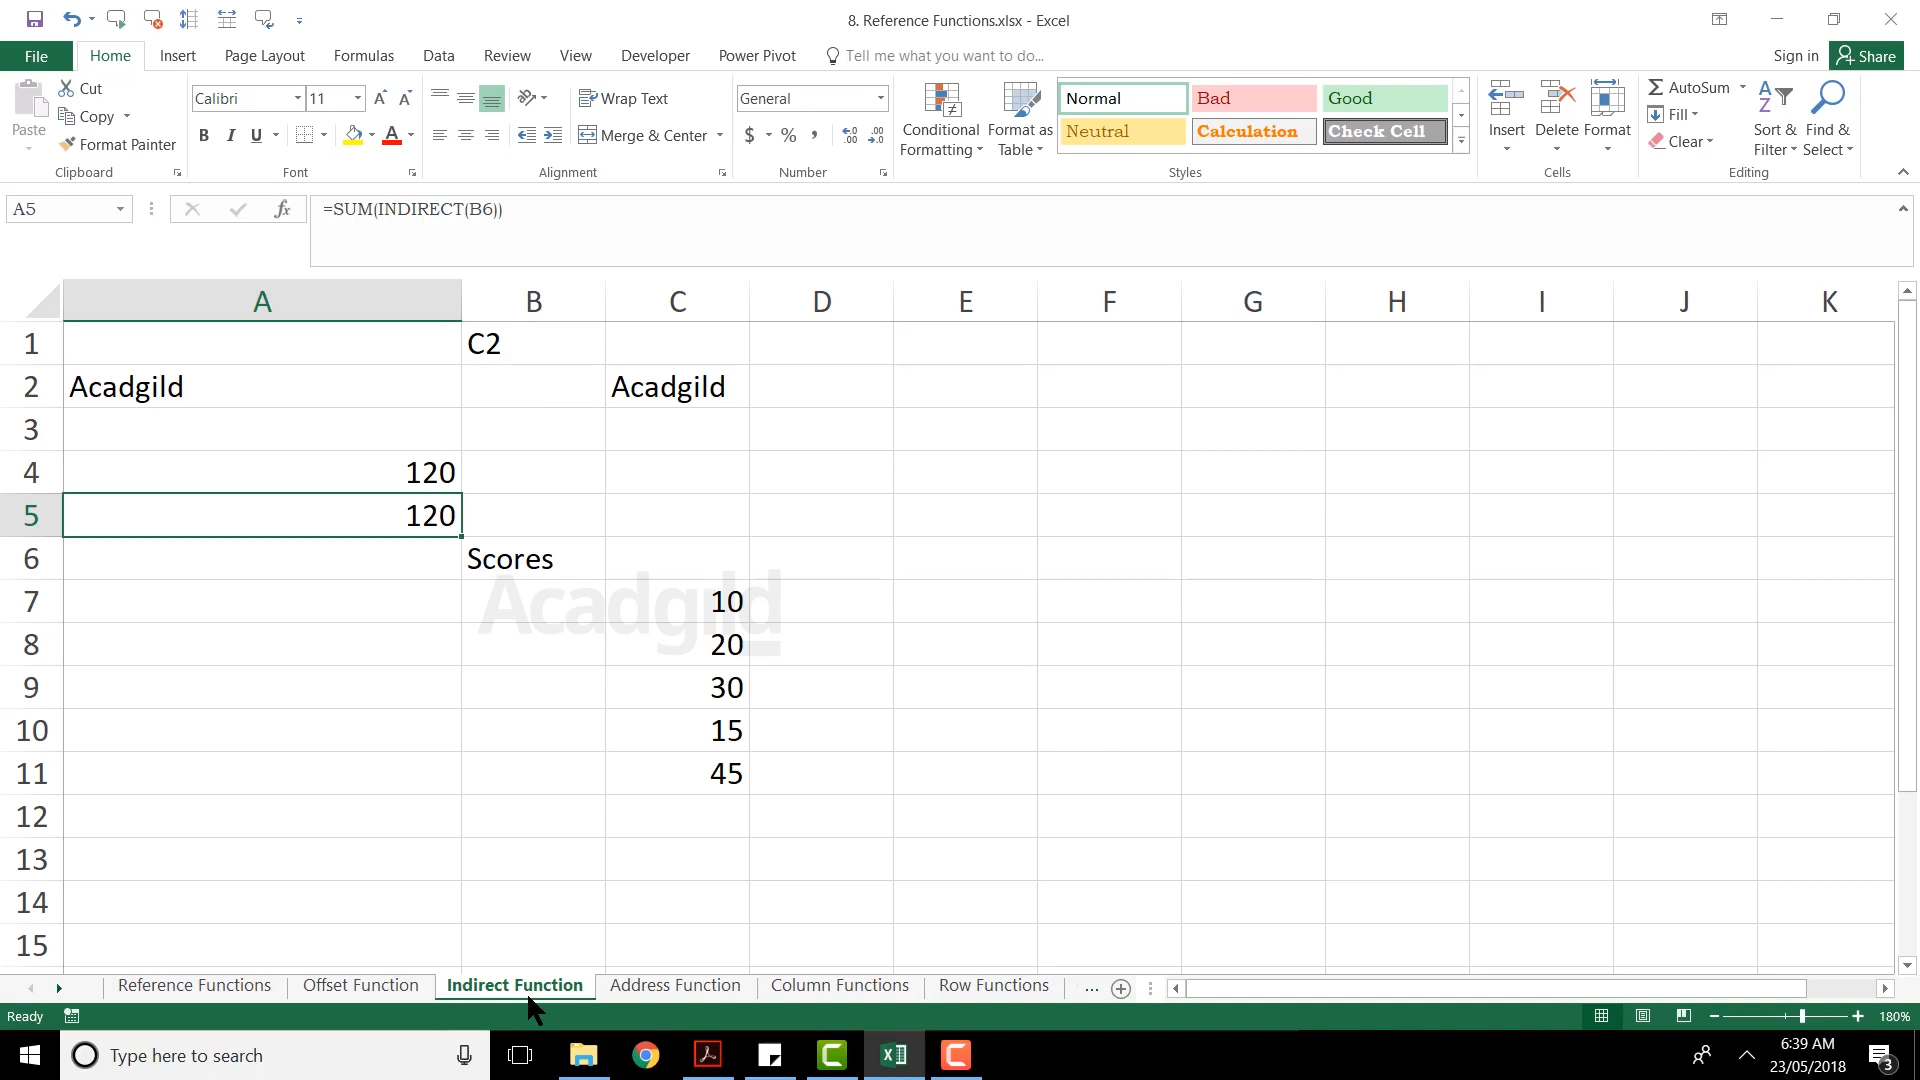 8. Reference Functions.xlsx - Excel
File Home Insert Page Layout Formulas Data Review View Developer Power Pivot Tell me what you want to do... Sign in Share
Paste
Cut
Copy
Format Painter
Clipboard
Calibri 11
B I U A
Font
Wrap Text
Merge & Center
Alignment
General
$ % ,
Number
Conditional Formatting
Format as Table
Normal Bad Good
Neutral Calculation Check Cell
Styles
Insert Delete Format
Cells
AutoSum
Fill
Clear
Sort & Filter
Find & Select
Editing
A5 fx =SUM(INDIRECT(B6))
A B C D E F G H I J K
1 C2
2 Acadgild Acadgild
3
4 120
5 120
6 Scores
Acadgild
7 10
8 20
9 30
10 15
11 45
12
13
14
15
Reference Functions Offset Function Indirect Function Address Function Column Functions Row Functions ...
Ready 180%
Type here to search
6:39 AM
23/05/2018
3